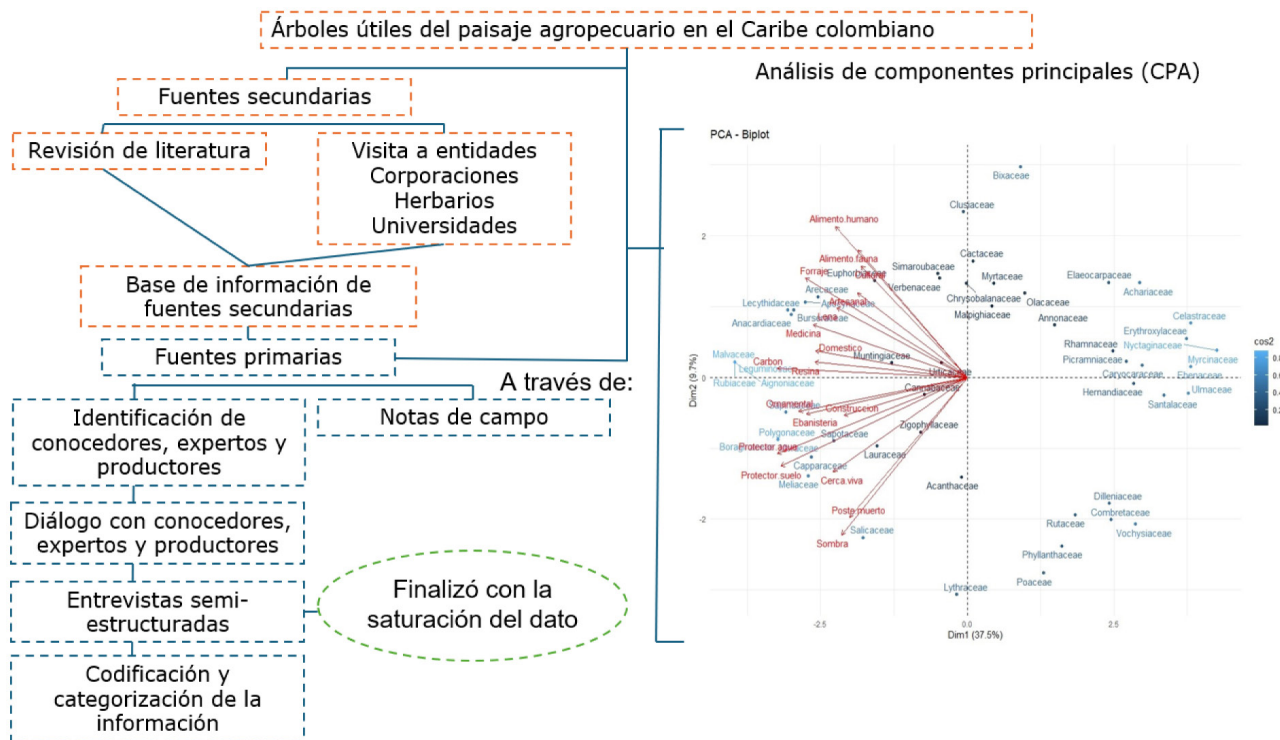 Árboles útiles del paisaje agropecuario en el Caribe colombiano
Fuentes secundarias
Revisión de literatura
Visita a entidades
Corporaciones
Herbarios
Universidades
Base de información de
fuentes secundarias
Fuentes primarias
A través de:
Identificación de
conocedores, expertos y
productores
Notas de campo
Diálogo con conocedores,
expertos y productores
Entrevistas semi-
estructuradas
Finalizó con la
saturación del dato
Codificación y
categorización de la
información
Análisis de componentes principales (CPA)
PCA - Biplot
Bixaceae
Clusiaceae
Alimento.humano
Cactaceae
Alimento.fauna
Simaroubaceae
Forraje
Verbenaceae
Myrtaceae
Elaeocarpaceae
Achariaceae
Arecaceae
Chrysobalanaceae
Olacaceae
Lecythidaceae
Artesanal
Malpighiaceae
Anacardiaceae
Burseraceae
Lena
Annonaceae
Celastraceae
Erythroxylaceae
Medicina
Domestico
Rhamnaceae
Nyctaginaceae
Malvaceae
Muntingiaceae
Picramniaceae
Myrcinaceae
Carbon
Leguminosae
Resina
Urticaceae
Caryocaraceae
Ebenaceae
Rubiaceae
Aignoniaceae
Cannabaceae
Hernandiaceae
Ulmaceae
Santalaceae
Ornamental
Construccion
Ebanisteria
Zigophyllaceae
Polygonaceae
Sapotaceae
Protector.agua
Lauraceae
Capparaceae
Protector.suelo
Meliaceae
Cerca.viva
Acanthaceae
Poste.muerto
Salicaceae
Sombra
Dilleniaceae
Combretaceae
Rutaceae
Vochysiaceae
Phyllanthaceae
Poaceae
Lythraceae
2
0
-2
-2.5
0.0
2.5
Dim1 (37.5%)
Dim2 (9.7%)
cos2